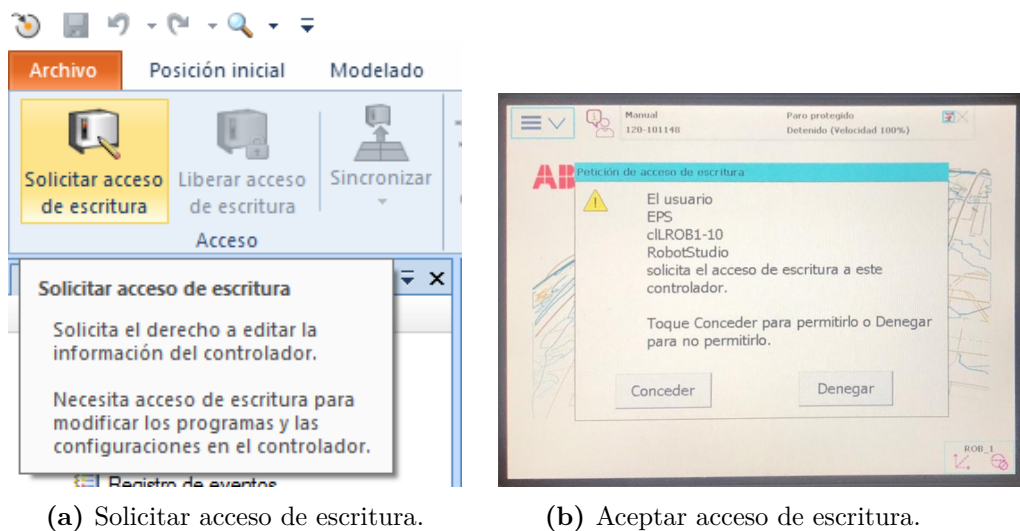 Archivo Posición inicial Modelado
Solicitar acceso de escritura
Liberar acceso de escritura
Sincronizar
Acceso
Solicitar acceso de escritura
Solicita el derecho a editar la
información del controlador.
Necesita acceso de escritura para
modificar los programas y las
configuraciones en el controlador.
Registro de eventos
(a) Solicitar acceso de escritura.
Manual
120-101148
Paro protegido
Detenido (Velocidad 100%)
AB
Petición de acceso de escritura
El usuario
EPS
clLROB1-10
RobotStudio
solicita el acceso de escritura a este
controlador.
Toque Conceder para permitirlo o Denegar
para no permitirlo.
Conceder Denegar
ROB_1
(b) Aceptar acceso de escritura.